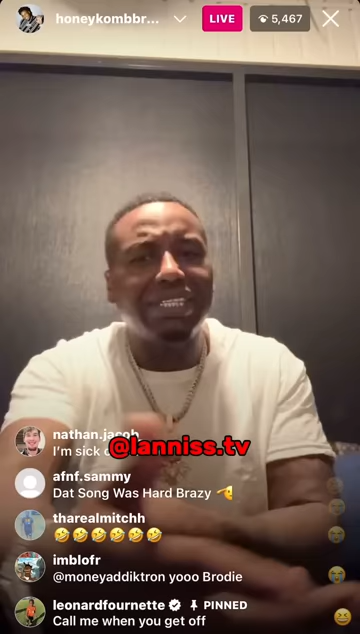 honeykombbr...
LIVE
5,467
nathan.jacob
I'm sick o
@lanniss.tv
afnf.sammy
Dat Song Was Hard Brazy 🤏
tharealmitchh
🤣🤣🤣🤣🤣🤣
imblofr
@moneyaddiktron yooo Brodie
leonardfournette PINNED
Call me when you get off